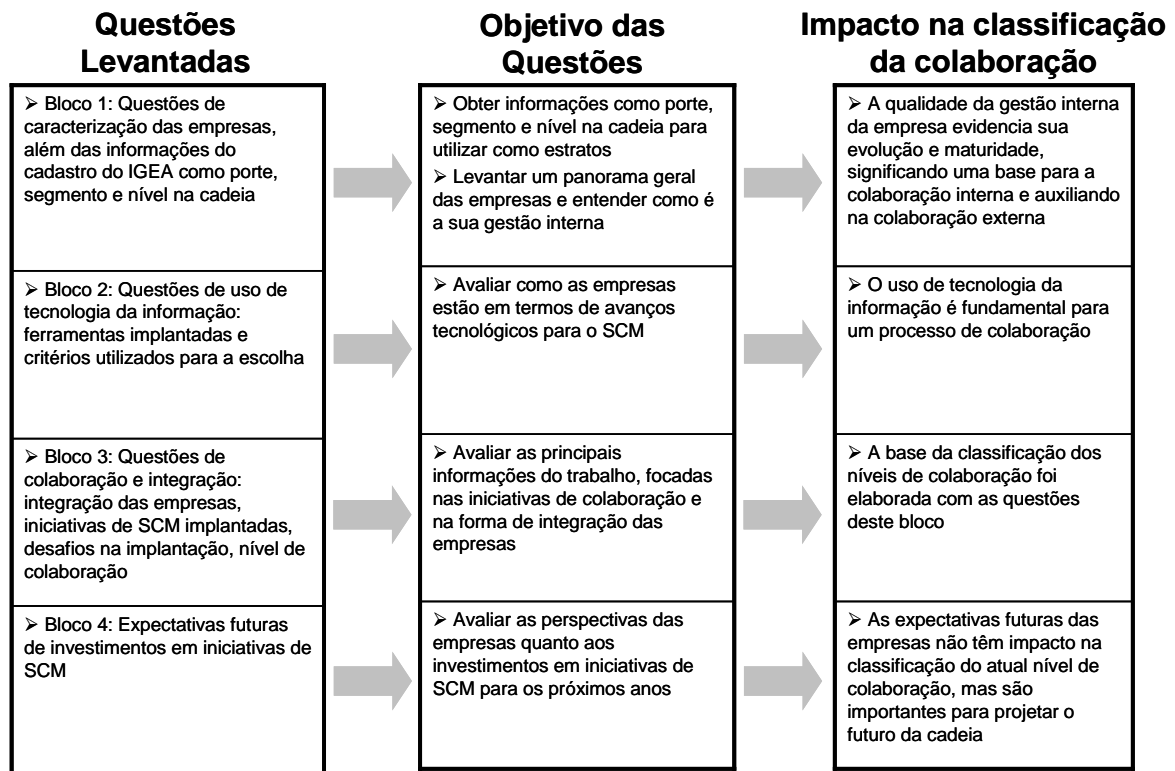 Questões
Levantadas
Objetivo das
Questões
Impacto na classificação
da colaboração
➢ Bloco 1: Questões de
caracterização das empresas,
além das informações do
cadastro do IGEA como porte,
segmento e nível na cadeia
➢ Obter informações como porte,
segmento e nível na cadeia para
utilizar como estratos
➢ Levantar um panorama geral
das empresas e entender como é
a sua gestão interna
➢ A qualidade da gestão interna
da empresa evidencia sua
evolução e maturidade,
significando uma base para a
colaboração interna e auxiliando
na colaboração externa
➢ Bloco 2: Questões de uso de
tecnologia da informação:
ferramentas implantadas e
critérios utilizados para a escolha
➢ Avaliar como as empresas
estão em termos de avanços
tecnológicos para o SCM
➢ O uso de tecnologia da
informação é fundamental para
um processo de colaboração
➢ Bloco 3: Questões de
colaboração e integração:
integração das empresas,
iniciativas de SCM implantadas,
desafios na implantação, nível de
colaboração
➢ Avaliar as principais
informações do trabalho, focadas
nas iniciativas de colaboração e
na forma de integração das
empresas
➢ A base da classificação dos
níveis de colaboração foi
elaborada com as questões
deste bloco
➢ Bloco 4: Expectativas futuras
de investimentos em iniciativas de
SCM
➢ Avaliar as perspectivas das
empresas quanto aos
investimentos em iniciativas de
SCM para os próximos anos
➢ As expectativas futuras das
empresas não têm impacto na
classificação do atual nível de
colaboração, mas são
importantes para projetar o
futuro da cadeia